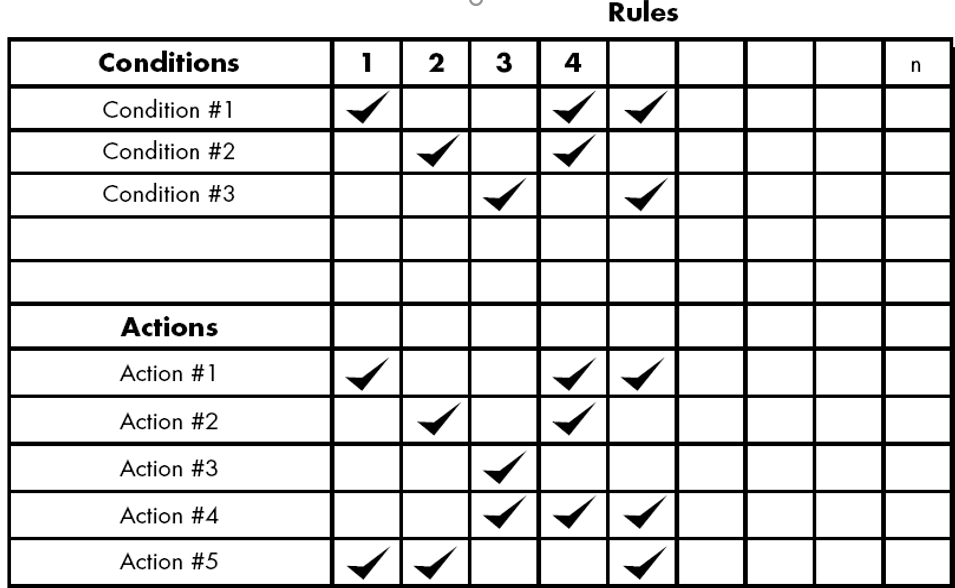 Rules
Conditions 1 2 3 4 n
Condition #1
Condition #2
Condition #3
Actions
Action #1
Action #2
Action #3
Action #4
Action #5